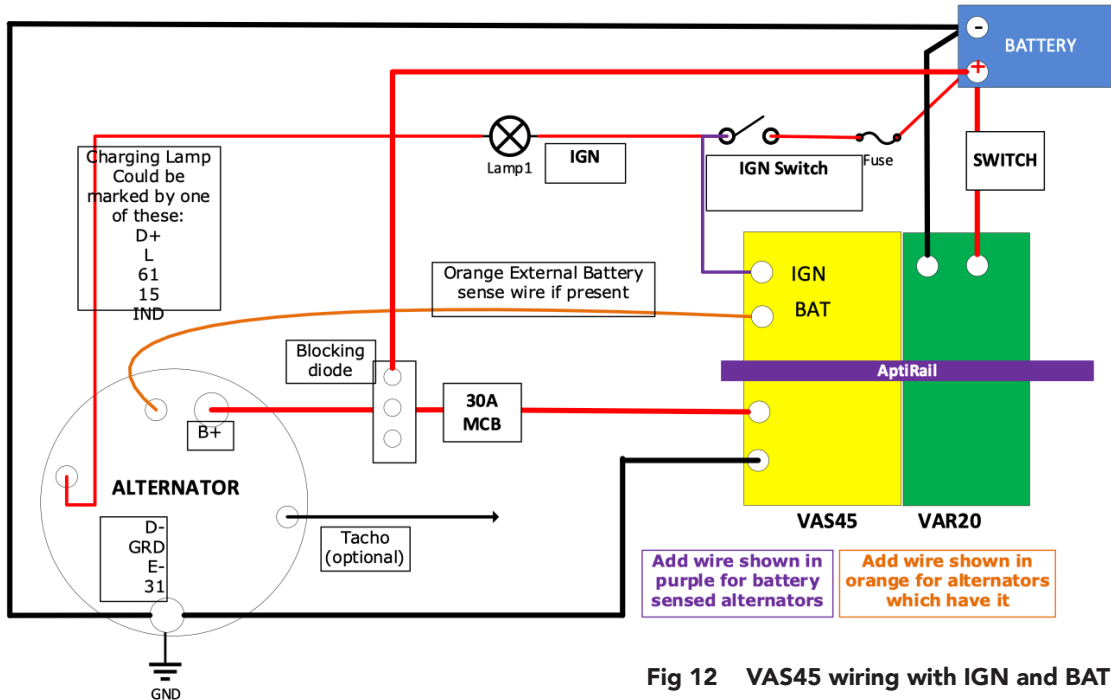 -
BATTERY
+
Charging Lamp
Could be
marked by one
of these:
D+
L
61
15
IND
Lamp1
IGN
IGN Switch
Fuse
SWITCH
Orange External Battery
sense wire if present
IGN
BAT
Blocking
diode
AptiRail
30A
MCB
B+
ALTERNATOR
D-
GRD
E-
31
Tacho
(optional)
VAS45
VAR20
Add wire shown in
purple for battery
sensed alternators
Add wire shown in
orange for alternators
which have it
GND
Fig 12 VAS45 wiring with IGN and BAT